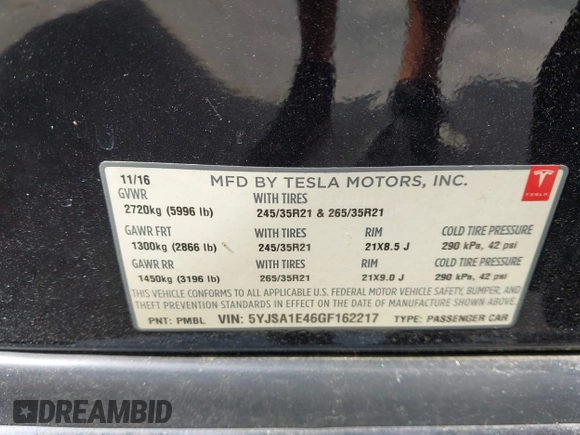 11/16 MFD BY TESLA MOTORS, INC.
GVWR WITH TIRES
2720kg (5996 lb) 245/35R21 & 265/35R21
TESLA
GAWR FRT WITH TIRES RIM COLD TIRE PRESSURE
1300kg (2866 lb) 245/35R21 21X8.5 J 290 kPa, 42 psi
GAWR RR WITH TIRES RIM COLD TIRE PRESSURE
1450kg (3196 lb) 265/35R21 21X9.0 J 290 kPa, 42 psi
THIS VEHICLE CONFORMS TO ALL APPLICABLE U.S. FEDERAL MOTOR VEHICLE SAFETY, BUMPER, AND
THEFT PREVENTION STANDARDS IN EFFECT ON THE DATE OF MANUFACTURE SHOWN ABOVE.
PNT: PMBL VIN: 5YJSA1E46GF162217 TYPE: PASSENGER CAR
DREAMBID